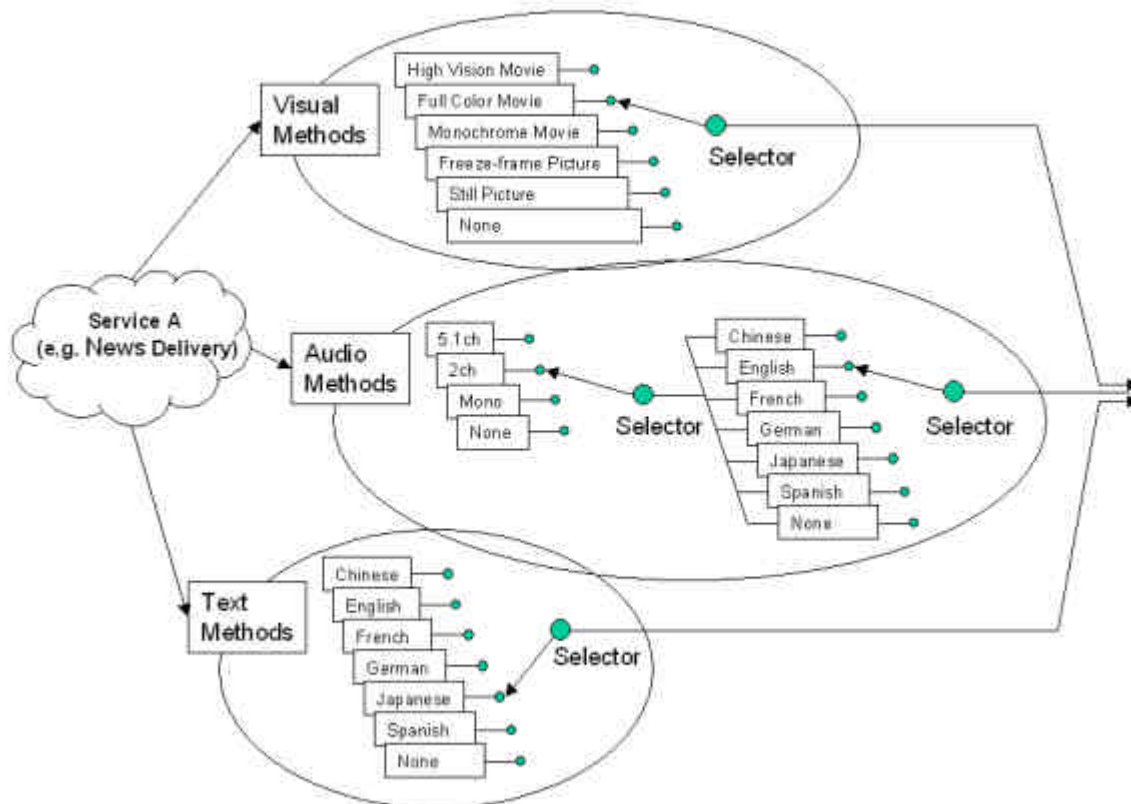 High Vision Movie
Visual
Methods
Full Color Movie
Monochrome Movie
Selector
Freeze-frame Picture
Still Picture
None
Service A
(e.g. News Delivery)
Audio
Methods
5.1ch
2ch
Mono
None
Selector
Chinese
English
French
German
Japanese
Spanish
None
Selector
Text
Methods
Chinese
English
French
German
Japanese
Spanish
None
Selector